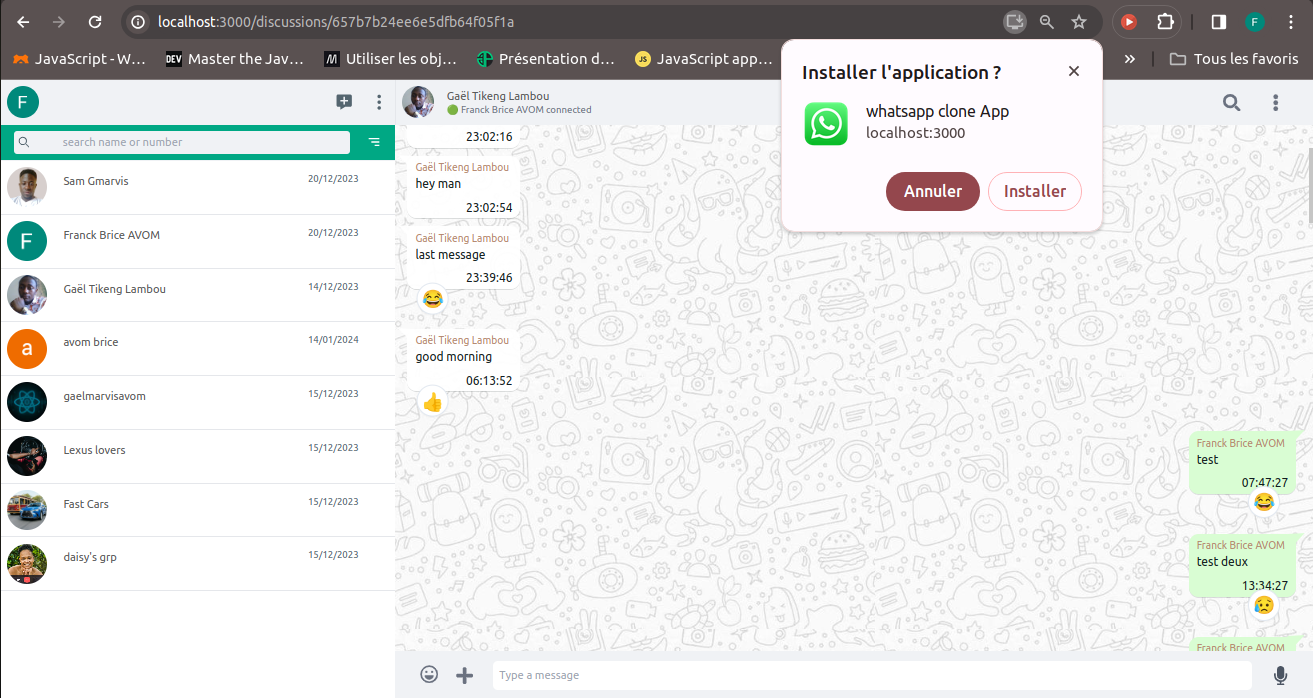 localhost:3000/discussions/657b7b24ee6e5dfb64f05f1a
F
JavaScript - W...
DEV
Master the Jav...
Utiliser les obj...
Présentation d...
JS
JavaScript app...
»
Tous les favoris
Installer l'application ?
whatsapp clone App
localhost:3000
Annuler
Installer
F
search name or number
Sam Gmarvis
20/12/2023
F
Franck Brice AVOM
20/12/2023
Gaël Tikeng Lambou
14/12/2023
a
avom brice
14/01/2024
gaelmarvisavom
15/12/2023
Lexus lovers
15/12/2023
Fast Cars
15/12/2023
daisy's grp
15/12/2023
Gaël Tikeng Lambou
Franck Brice AVOM connected
23:02:16
Gaël Tikeng Lambou
hey man
23:02:54
Gaël Tikeng Lambou
last message
23:39:46
Gaël Tikeng Lambou
good morning
06:13:52
Franck Brice AVOM
test
07:47:27
Franck Brice AVOM
test deux
13:34:27
Franck Brice AVOM
Type a message